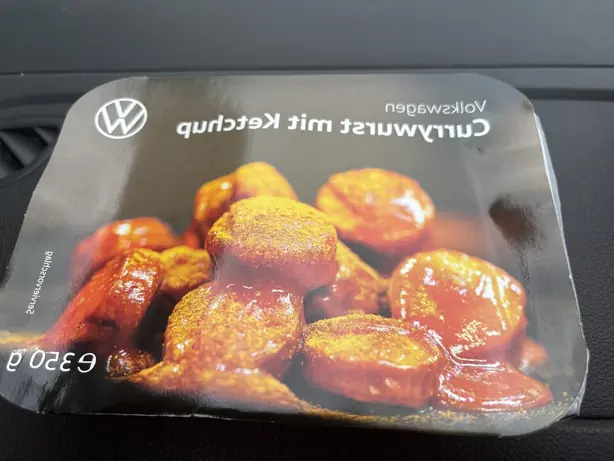 Volkswagen
Currywurst mit Ketchup
Serviervorschlag
℮350 g